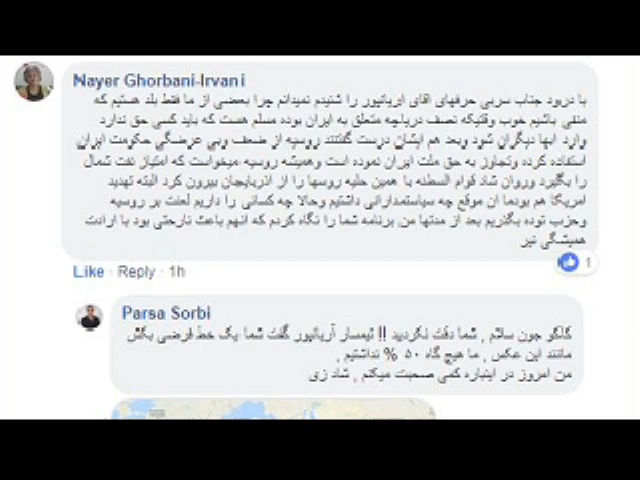 Nayer Ghorbani-Irvani
با درود جناب سربی حرفهای اقای اریانپور را شنیدم نمیدانم چرا بعضی از ما فقط بلد هستیم که
منفی باشیم خوب وقتیکه نصف دریاچه متعلق به ایران بوده مسلم هست که باید کسی حق ندارد
وارد ابها دیگران شود وبعد هم ایشان درست گفتند روسیه از ضعف وبی عرضگی حکومت ایران
استفاده کرده وتجاوز به حق ملت ایران نموده است وهمیشه روسیه میخواست که امتیاز نفت شمال
را بگیرد وروان شاد قوام السطنه با همین حلیه روسها را از اذربایجان بیرون کرد البته تهدید
امریکا هم بودنما ان موقع چه سیاستمدارانی داشتیم وحالا چه کسانی را داریم لعنت بر روسیه
وحزب توده بگذریم بعد از مدتها من برنامه شما را نگاه کردم که انهم باعث نارحتی بود با ارادت
همیشگی نیر
Like · Reply · 1h
1
Parsa Sorbi
کاکو جون سلام , شما دقت نکردید !! تیمسار آریانپور گفت شما یک خط فرضی بکش
مانند این عکس , ما هیچ گاه ۵۰ % نداشتیم ,
من امروز در اینباره کمی صحبت میکنم , شاد زی